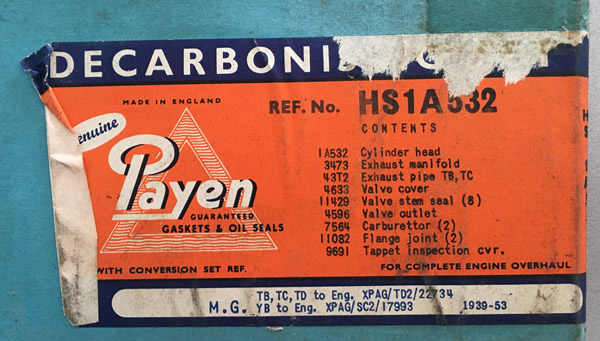 DECARBONI
MADE IN ENGLAND
REF. No. HS1A532
CONTENTS
enuine
Payen
GUARANTEED
GASKETS & OIL SEALS
1A532 Cylinder head
3473 Exhaust manifold
43T2 Exhaust pipe TB,TC
4633 Valve cover
11429 Valve stem seal (8)
4596 Valve outlet
7564 Carburettor (2)
11082 Flange joint (2)
9691 Tappet inspection cvr.
WITH CONVERSION SET REF.
FOR COMPLETE ENGINE OVERHAUL
TB,TC,TD to Eng. XPAG/TD2/22734
M.G. YB to Eng. XPAG/SC2/17993 1939-53